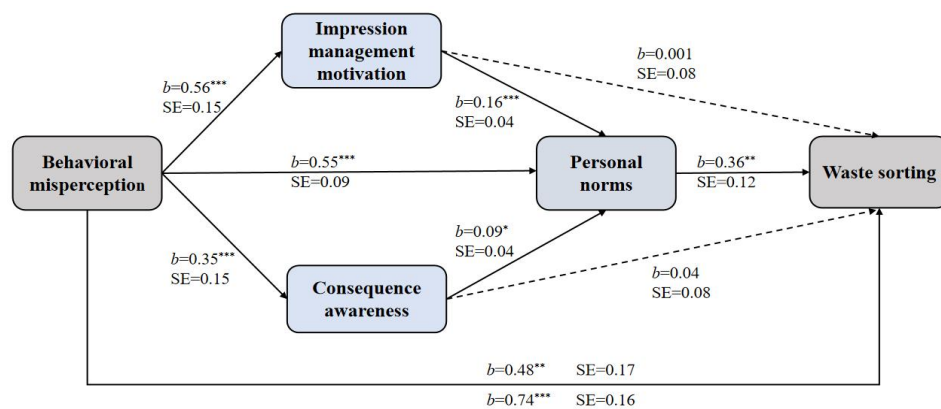 Impression
management
motivation
b=0.001
SE=0.08
b=0.56***
SE=0.15
b=0.16***
SE=0.04
Behavioral
misperception
b=0.55***
SE=0.09
Personal
norms
b=0.36**
SE=0.12
Waste sorting
b=0.35***
SE=0.15
b=0.09*
SE=0.04
Consequence
awareness
b=0.04
SE=0.08
b=0.48** SE=0.17
b=0.74*** SE=0.16